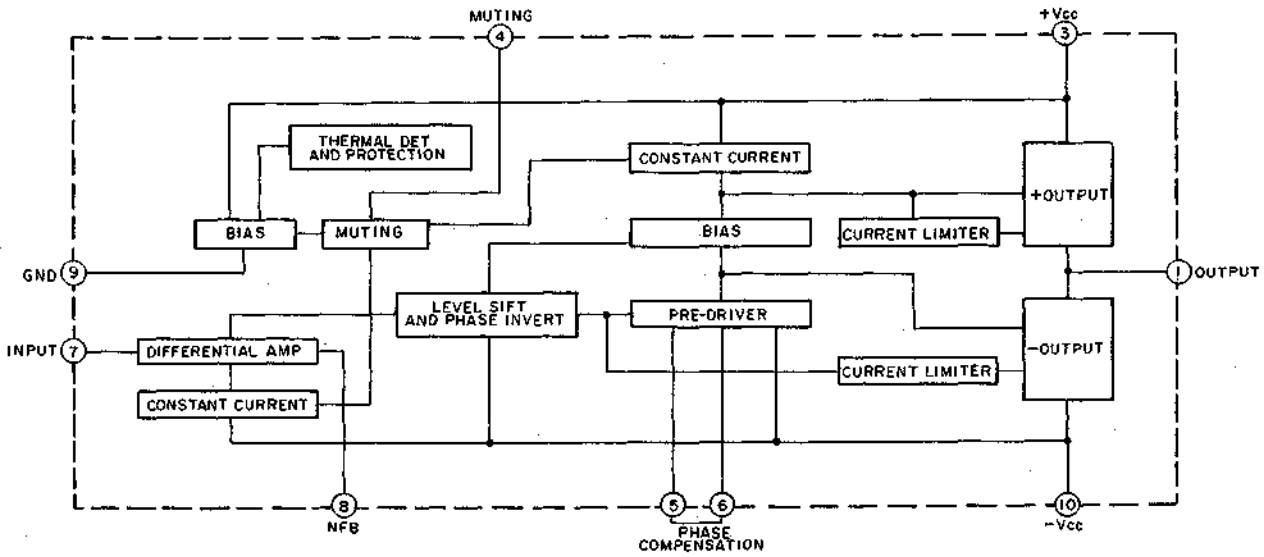 MUTING
4
+Vcc
3
THERMAL DET
AND PROTECTION
CONSTANT CURRENT
+OUTPUT
BIAS
MUTING
BIAS
CURRENT LIMITER
GND 9
1 OUTPUT
LEVEL SIFT
AND PHASE INVERT
PRE-DRIVER
INPUT 7
DIFFERENTIAL AMP
-OUTPUT
CURRENT LIMITER
CONSTANT CURRENT
8
NFB
5
6
PHASE
COMPENSATION
10
-Vcc